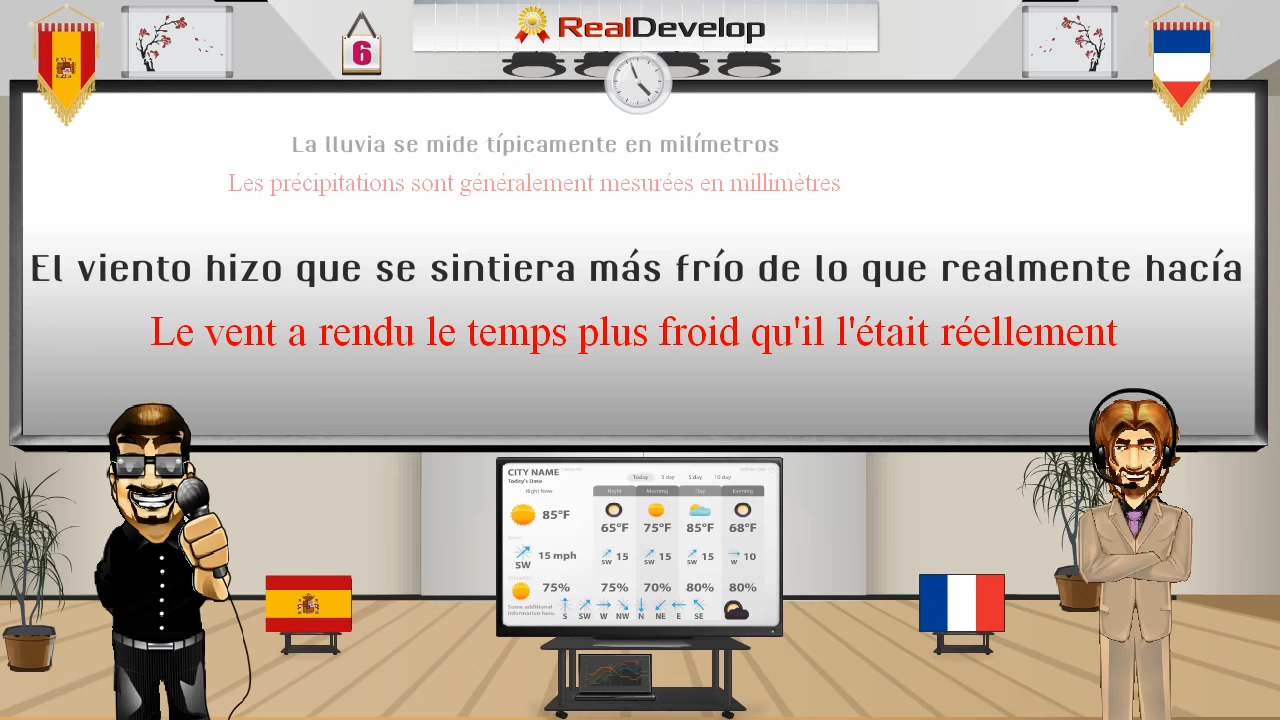 RealDevelop
6
La lluvia se mide típicamente en milímetros
Les précipitations sont généralement mesurées en millimètres
El viento hizo que se sintiera más frío de lo que realmente hacía
Le vent a rendu le temps plus froid qu'il l'était réellement
CITY NAME
Today's Date
Today 3 day 5 day 10 day
Right Now
Night Morning Day Evening
85°F
65°F 75°F 85°F 68°F
15 mph
SW
15 15 15 10
SW SW SW W
75%
75% 70% 80% 80%
Some additional
information here.
S SW W NW N NE E SE